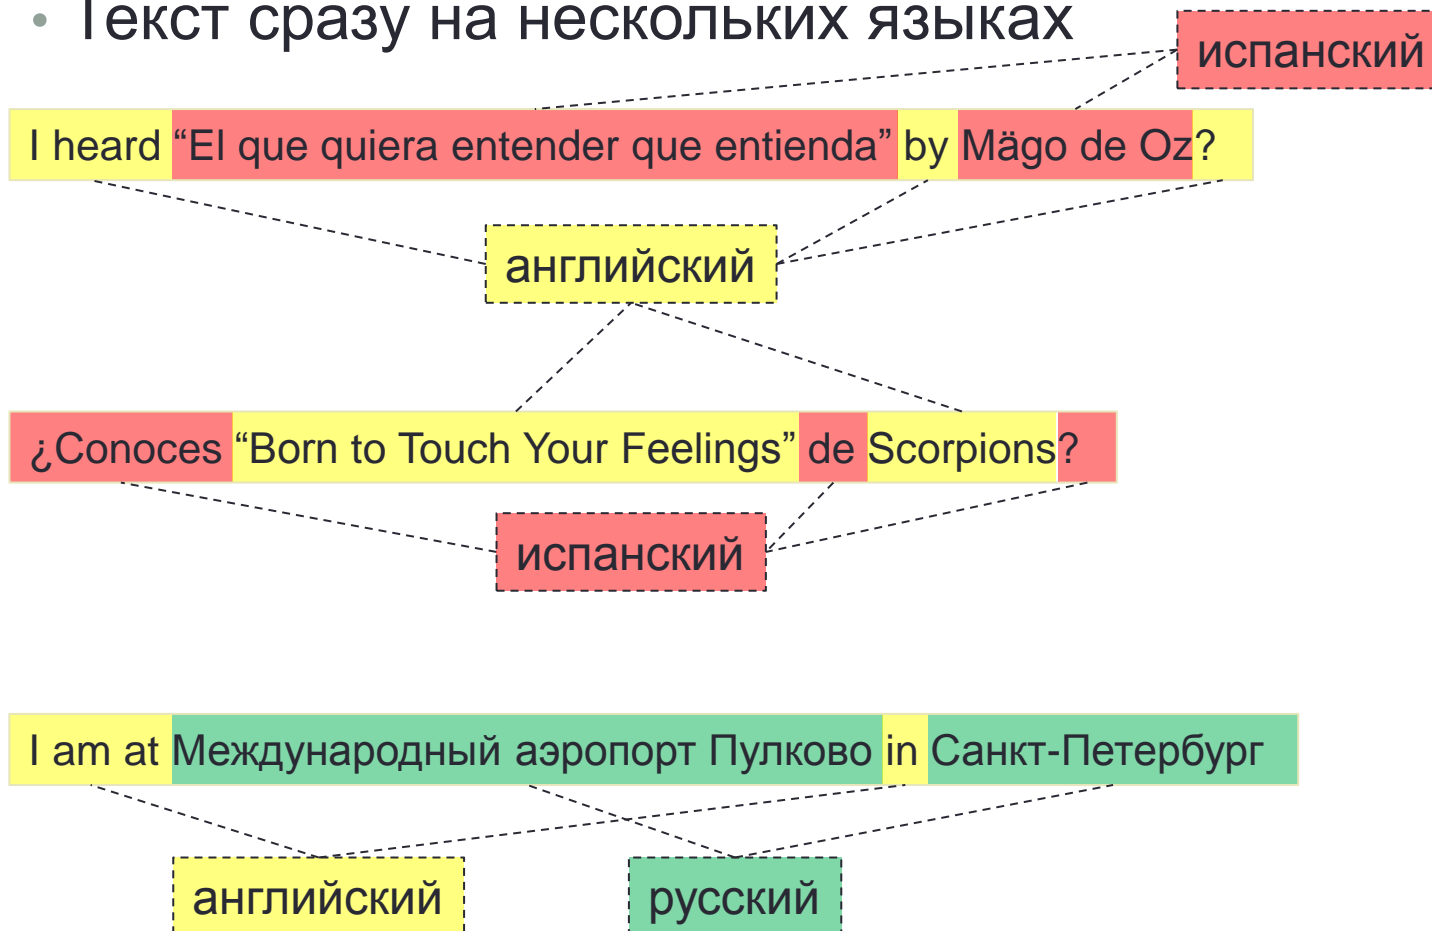 • Текст сразу на нескольких языках
испанский
I heard “El que quiera entender que entienda” by Mägo de Oz?
английский
¿Conoces “Born to Touch Your Feelings” de Scorpions?
испанский
I am at Международный аэропорт Пулково in Санкт-Петербург
английский
русский